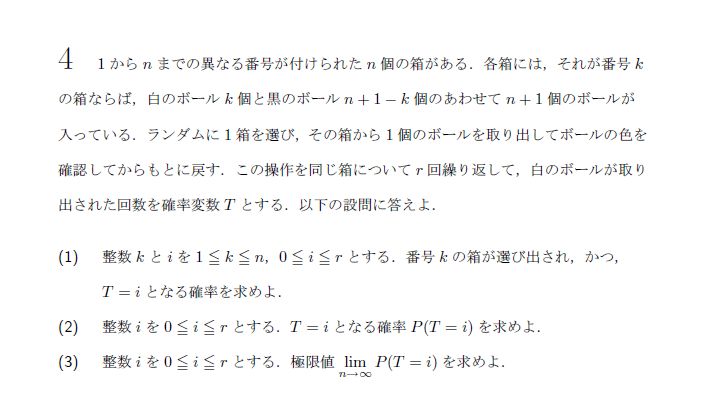 4 1 から n までの異なる番号が付けられた n 個の箱がある．各箱には，それが番号 k
の箱ならば，白のボール k 個と黒のボール n + 1 − k 個のあわせて n + 1 個のボールが
入っている．ランダムに 1 箱を選び，その箱から 1 個のボールを取り出してボールの色を
確認してからもとに戻す．この操作を同じ箱について r 回繰り返して，白のボールが取り
出された回数を確率変数 T とする．以下の設問に答えよ．
(1) 整数 k と i を 1 ≦ k ≦ n，0 ≦ i ≦ r とする．番号 k の箱が選び出され，かつ，
T = i となる確率を求めよ．
(2) 整数 i を 0 ≦ i ≦ r とする．T = i となる確率 P(T = i) を求めよ．
(3) 整数 i を 0 ≦ i ≦ r とする．極限値 lim n→∞ P(T = i) を求めよ．